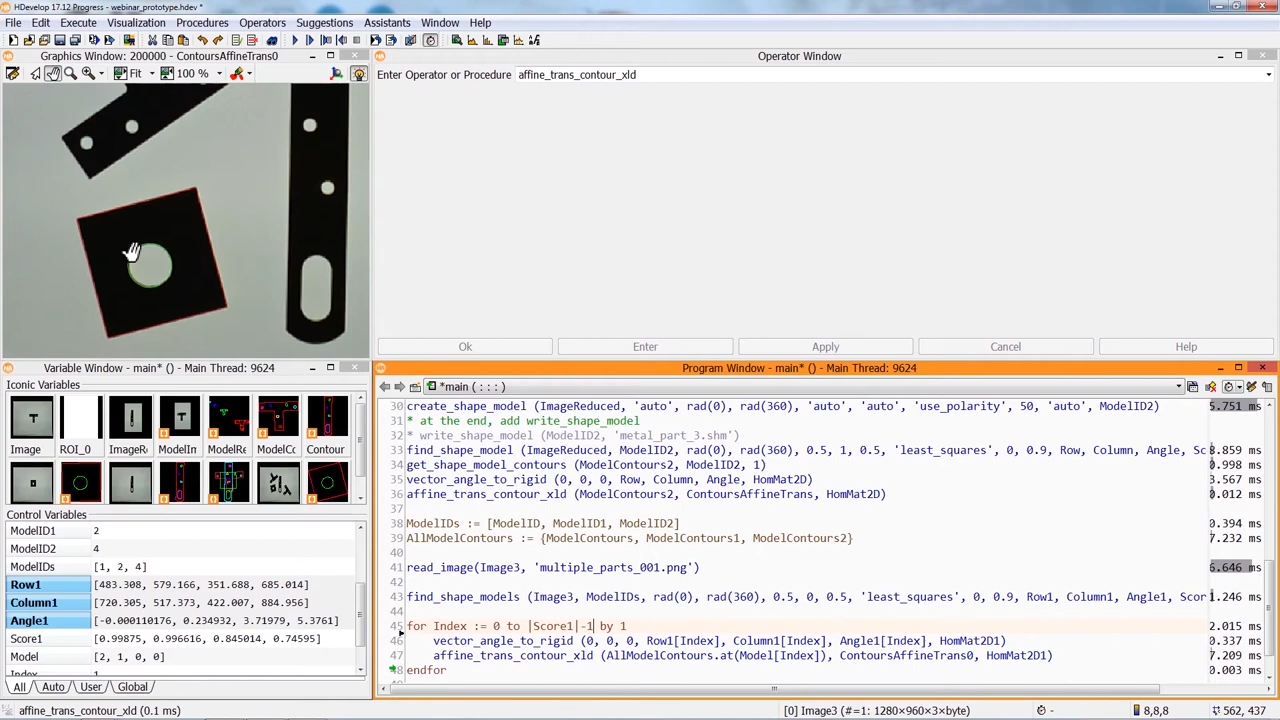 HDevelop 17.12 Progress - webinar_prototype.hdev *
File Edit Execute Visualization Procedures Operators Suggestions Assistants Window Help
Graphics Window: 200000 - ContoursAffineTrans0
Fit 100 %
Operator Window
Enter Operator or Procedure affine_trans_contour_xld
Ok Enter Apply Cancel Help
Variable Window - main* () - Main Thread: 9624
Iconic Variables
Image ROI_0 ImageRe ModelIm ModelRe ModelCc Contour
Control Variables
ModelID1 2
ModelID2 4
ModelIDs [1, 2, 4]
Row1 [483.308, 579.166, 351.688, 685.014]
Column1 [720.305, 517.373, 422.007, 884.956]
Angle1 [-0.000110176, 0.234932, 3.71979, 5.3761]
Score1 [0.99875, 0.996616, 0.845014, 0.74595]
Model [2, 1, 0, 0]
Index 1
All Auto User Global
Program Window - main* () - Main Thread: 9624
*main ( : : : )
30 create_shape_model (ImageReduced, 'auto', rad(0), rad(360), 'auto', 'auto', 'use_polarity', 50, 'auto', ModelID2) 5.751 ms
31 * at the end, add write_shape_model
32 * write_shape_model (ModelID2, 'metal_part_3.shm')
33 find_shape_model (ImageReduced, ModelID2, rad(0), rad(360), 0.5, 1, 0.5, 'least_squares', 0, 0.9, Row, Column, Angle, Sc 8.859 ms
34 get_shape_model_contours (ModelContours2, ModelID2, 1) 0.998 ms
35 vector_angle_to_rigid (0, 0, 0, Row, Column, Angle, HomMat2D) 3.567 ms
36 affine_trans_contour_xld (ModelContours2, ContoursAffineTrans, HomMat2D) 0.012 ms
37
38 ModelIDs := [ModelID, ModelID1, ModelID2] 0.394 ms
39 AllModelContours := {ModelContours, ModelContours1, ModelContours2} 7.232 ms
40
41 read_image(Image3, 'multiple_parts_001.png') 6.646 ms
42
43 find_shape_models (Image3, ModelIDs, rad(0), rad(360), 0.5, 0, 0.5, 'least_squares', 0, 0.9, Row1, Column1, Angle1, Scor 1.246 ms
44
45 for Index := 0 to |Score1|-1 by 1 2.015 ms
46 vector_angle_to_rigid (0, 0, 0, Row1[Index], Column1[Index], Angle1[Index], HomMat2D1) 0.337 ms
47 affine_trans_contour_xld (AllModelContours.at(Model[Index]), ContoursAffineTrans0, HomMat2D1) 7.209 ms
48 endfor 0.003 ms
affine_trans_contour_xld (0.1 ms) [0] Image3 (#=1: 1280×960×3×byte) - 8,8,8 562, 437